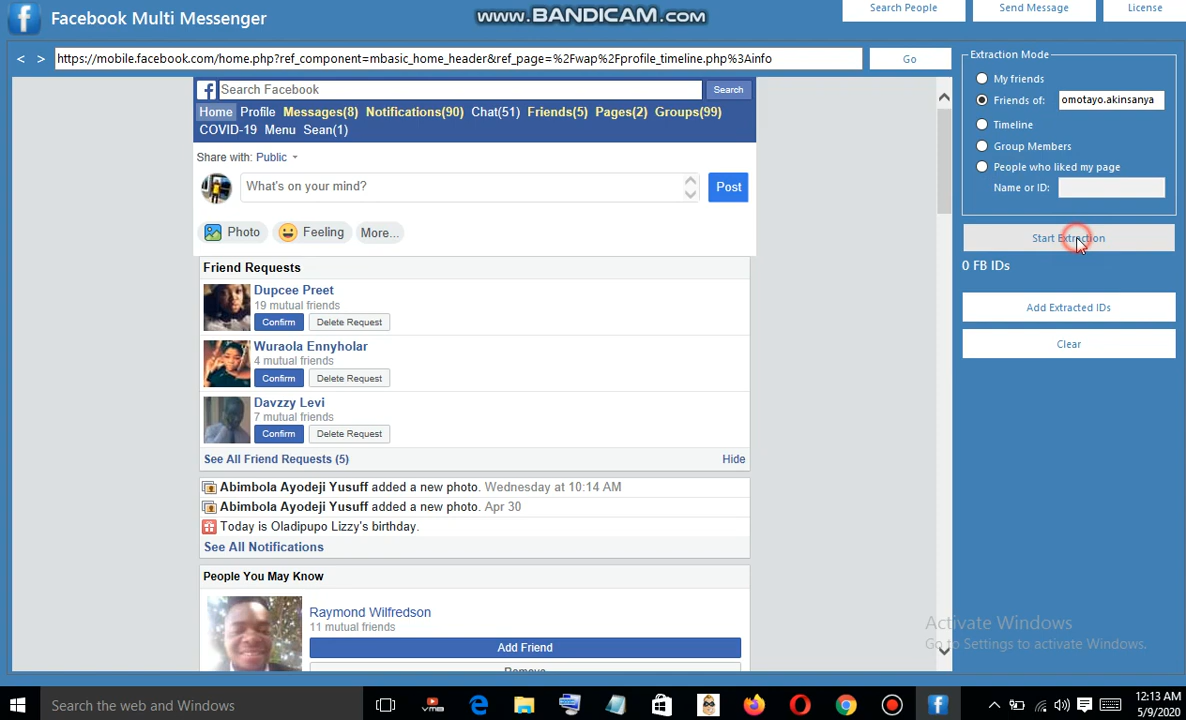 Facebook Multi Messenger
www.BANDICAM.com
Search People
Send Message
License
< > https://mobile.facebook.com/home.php?ref_component=mbasic_home_header&ref_page=%2Fwap%2Fprofile_timeline.php%3Ainfo
Go
Search Facebook
Search
Home Profile Messages(8) Notifications(90) Chat(51) Friends(5) Pages(2) Groups(99)
COVID-19 Menu Sean(1)
Share with: Public
What's on your mind?
Post
Photo
Feeling
More...
Friend Requests
Dupcee Preet
19 mutual friends
Confirm Delete Request
Wuraola Ennyholar
4 mutual friends
Confirm Delete Request
Davzzy Levi
7 mutual friends
Confirm Delete Request
See All Friend Requests (5)
Hide
Abimbola Ayodeji Yusuff added a new photo. Wednesday at 10:14 AM
Abimbola Ayodeji Yusuff added a new photo. Apr 30
Today is Oladipupo Lizzy's birthday.
See All Notifications
People You May Know
Raymond Wilfredson
11 mutual friends
Add Friend
Remove
Extraction Mode
My friends
Friends of: omotayo.akinsanya
Timeline
Group Members
People who liked my page
Name or ID:
Start Extraction
0 FB IDs
Add Extracted IDs
Clear
Activate Windows
Go to Settings to activate Windows.
Search the web and Windows
12:13 AM
5/9/2020